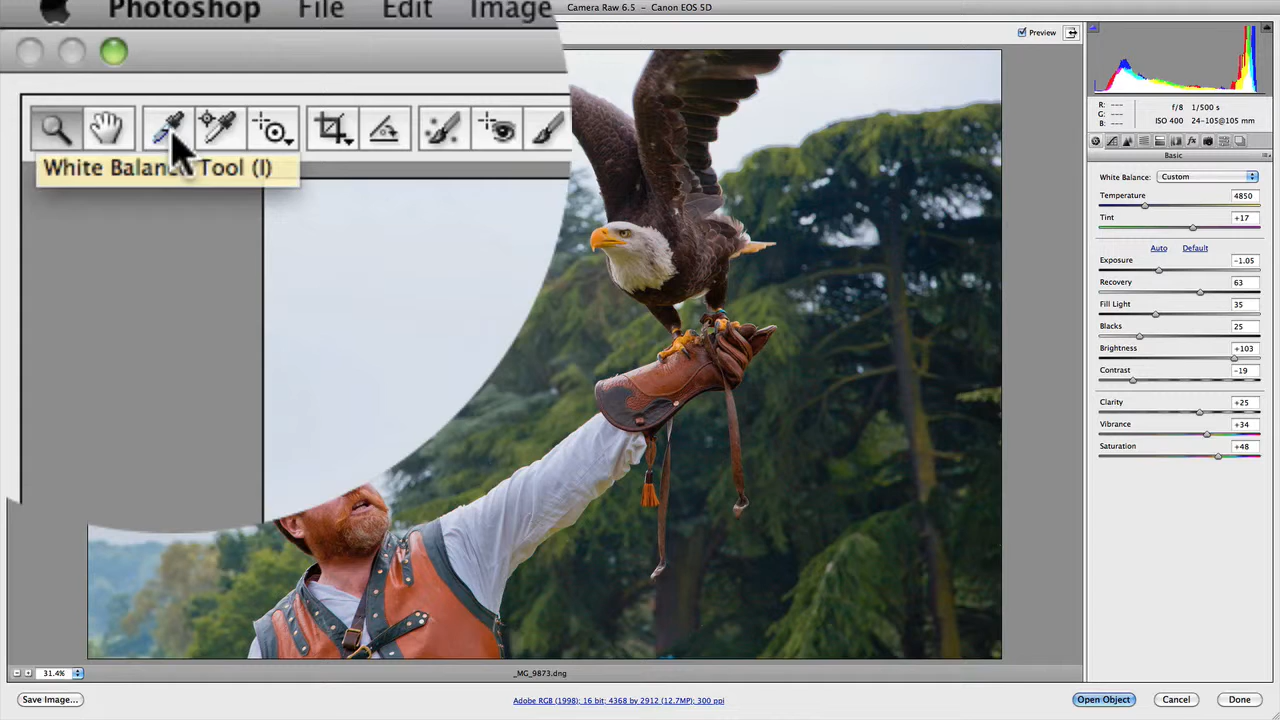 Photoshop File Edit Image
Camera Raw 6.5 - Canon EOS 5D
Preview
White Balance Tool (I)
R: ---
G: ---
B: ---
f/8 1/500 s
ISO 400 24-105@105 mm
Basic
White Balance: Custom
Temperature 4850
Tint +17
Auto Default
Exposure -1.05
Recovery 63
Fill Light 35
Blacks 25
Brightness +103
Contrast -19
Clarity +25
Vibrance +34
Saturation +48
31.4%
_MG_9873.dng
Save Image...
Adobe RGB (1998); 16 bit; 4368 by 2912 (12.7MP); 300 ppi
Open Object
Cancel
Done